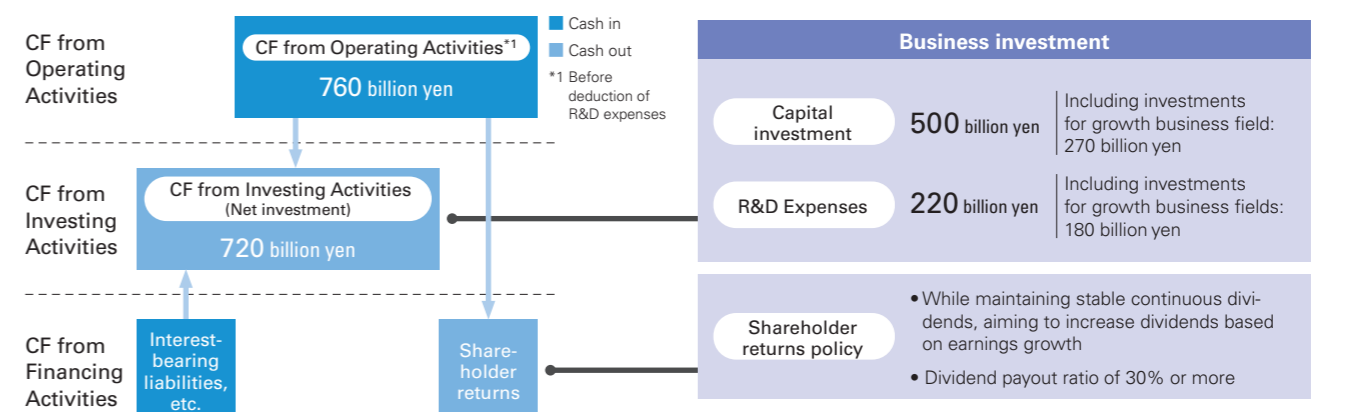 CF from
Operating
Activities
CF from Operating Activities*1
760 billion yen
Cash in
Cash out
*1 Before
deduction of
R&D expenses
CF from
Investing
Activities
CF from Investing Activities
(Net investment)
720 billion yen
CF from
Financing
Activities
Interest-
bearing
liabilities,
etc.
Share-
holder
returns
Business investment
Capital
investment
500 billion yen
Including investments
for growth business field:
270 billion yen
R&D Expenses
220 billion yen
Including investments
for growth business fields:
180 billion yen
Shareholder
returns policy
• While maintaining stable continuous divi-
dends, aiming to increase dividends based
on earnings growth
• Dividend payout ratio of 30% or more